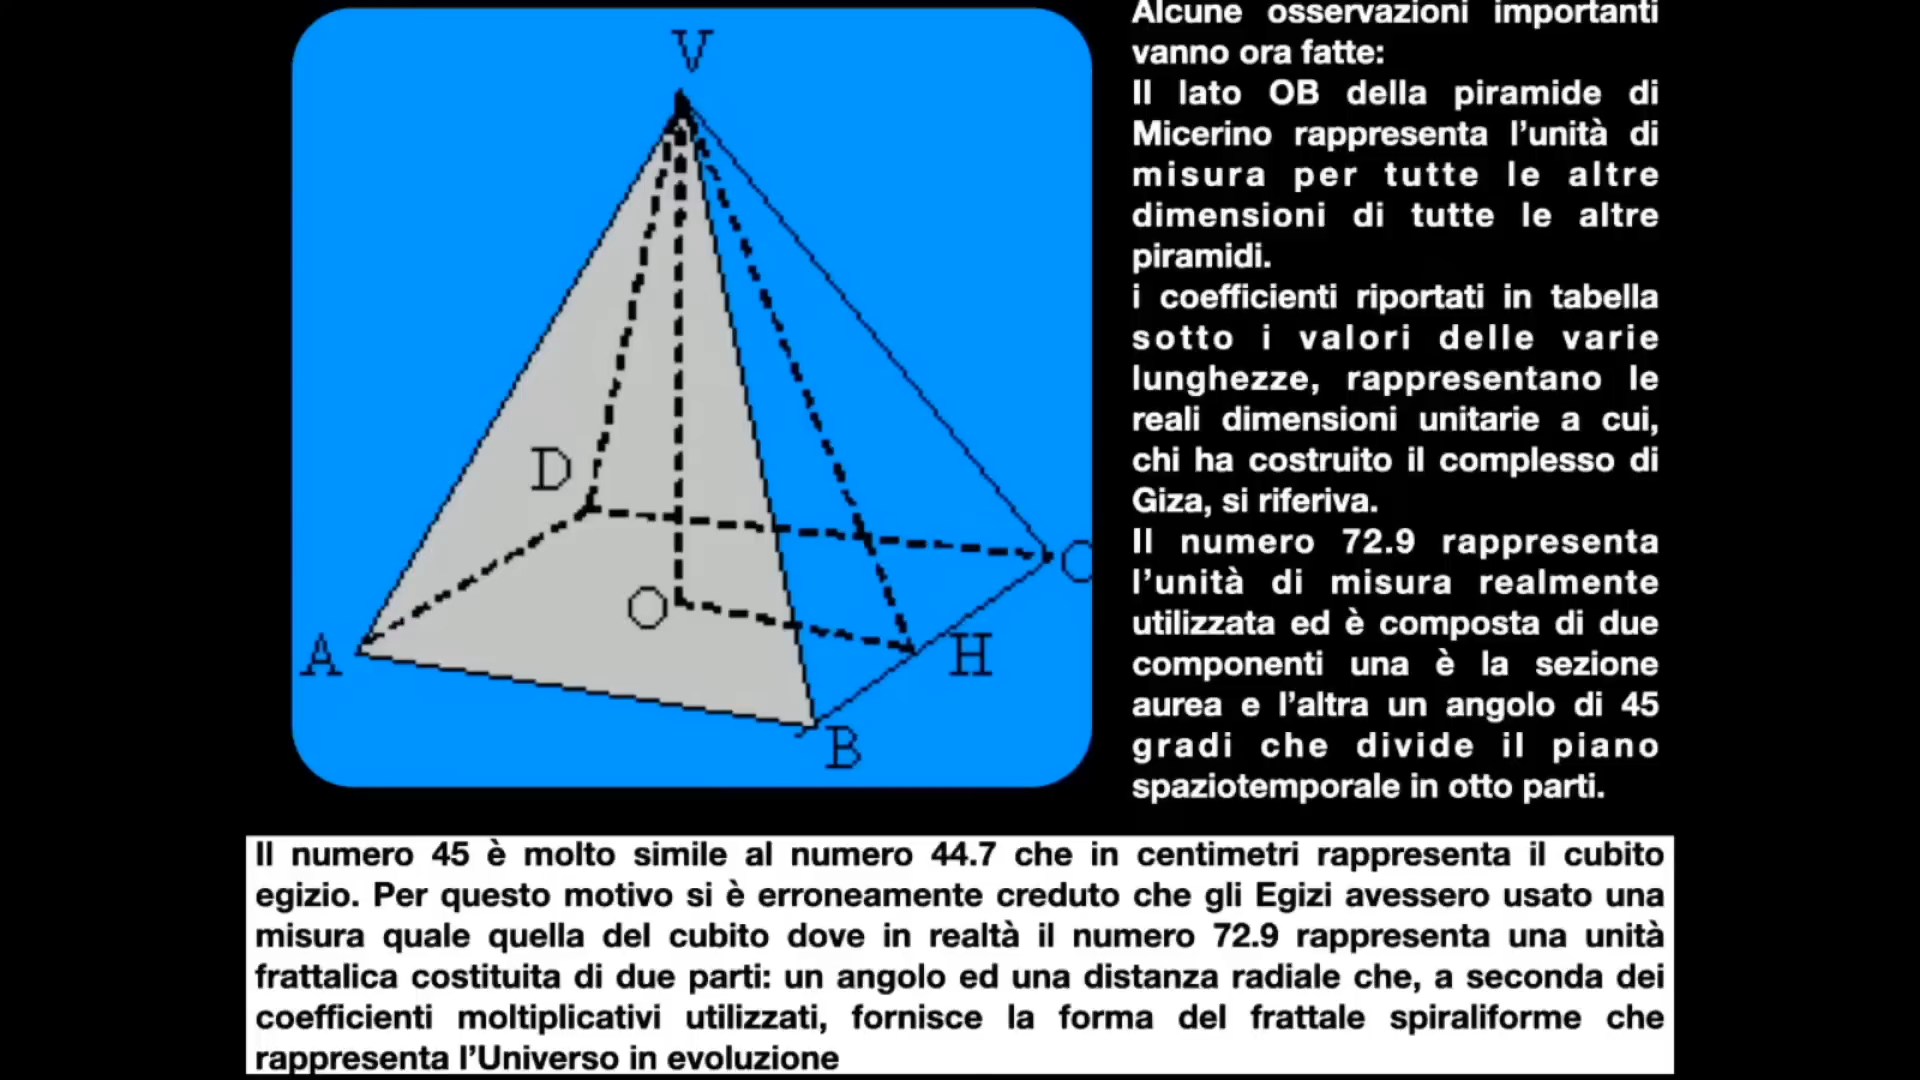 V
D
O
C
A
H
B
Alcune osservazioni importanti
vanno ora fatte:
Il lato OB della piramide di
Micerino rappresenta l'unità di
misura per tutte le altre
dimensioni di tutte le altre
piramidi.
i coefficienti riportati in tabella
sotto i valori delle varie
lunghezze, rappresentano le
reali dimensioni unitarie a cui,
chi ha costruito il complesso di
Giza, si riferiva.
Il numero 72.9 rappresenta
l'unità di misura realmente
utilizzata ed è composta di due
componenti una è la sezione
aurea e l'altra un angolo di 45
gradi che divide il piano
spaziotemporale in otto parti.
Il numero 45 è molto simile al numero 44.7 che in centimetri rappresenta il cubito
egizio. Per questo motivo si è erroneamente creduto che gli Egizi avessero usato una
misura quale quella del cubito dove in realtà il numero 72.9 rappresenta una unità
frattalica costituita di due parti: un angolo ed una distanza radiale che, a seconda dei
coefficienti moltiplicativi utilizzati, fornisce la forma del frattale spiraliforme che
rappresenta l'Universo in evoluzione